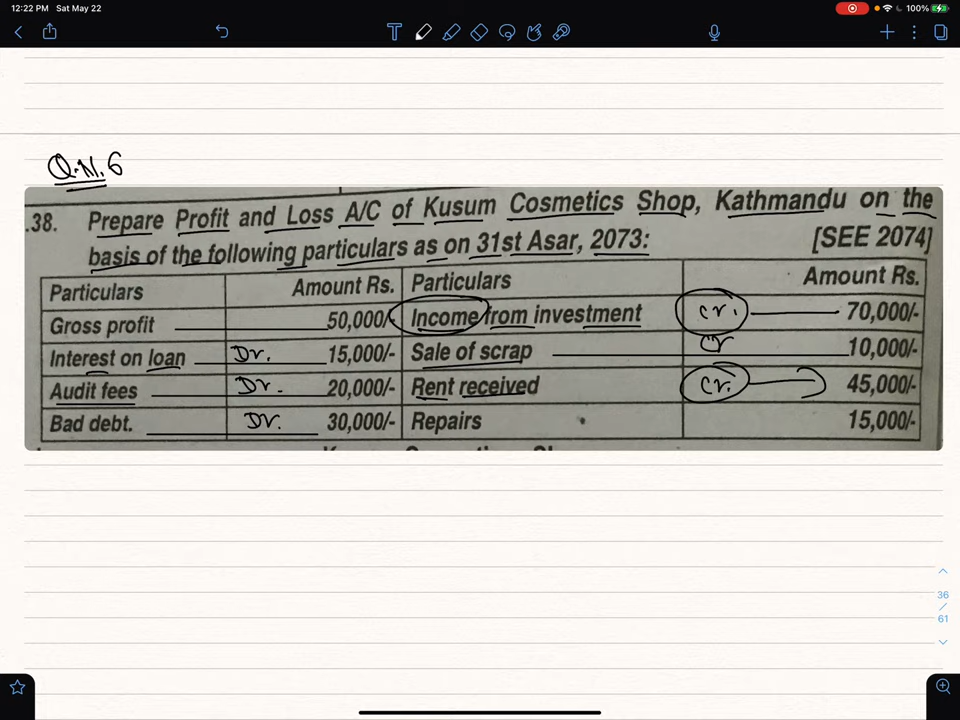 12:22 PM Sat May 22
100%
Q.N.6
.38. Prepare Profit and Loss A/C of Kusum Cosmetics Shop, Kathmandu on the
basis of the following particulars as on 31st Asar, 2073: [SEE 2074]
Particulars Amount Rs. Particulars Amount Rs.
Gross profit 50,000/- Income from investment cr. 70,000/-
Interest on loan Dr. 15,000/- Sale of scrap cr 10,000/-
Audit fees Dr. 20,000/- Rent received cr. 45,000/-
Bad debt. Dr. 30,000/- Repairs 15,000/-
36
/
61